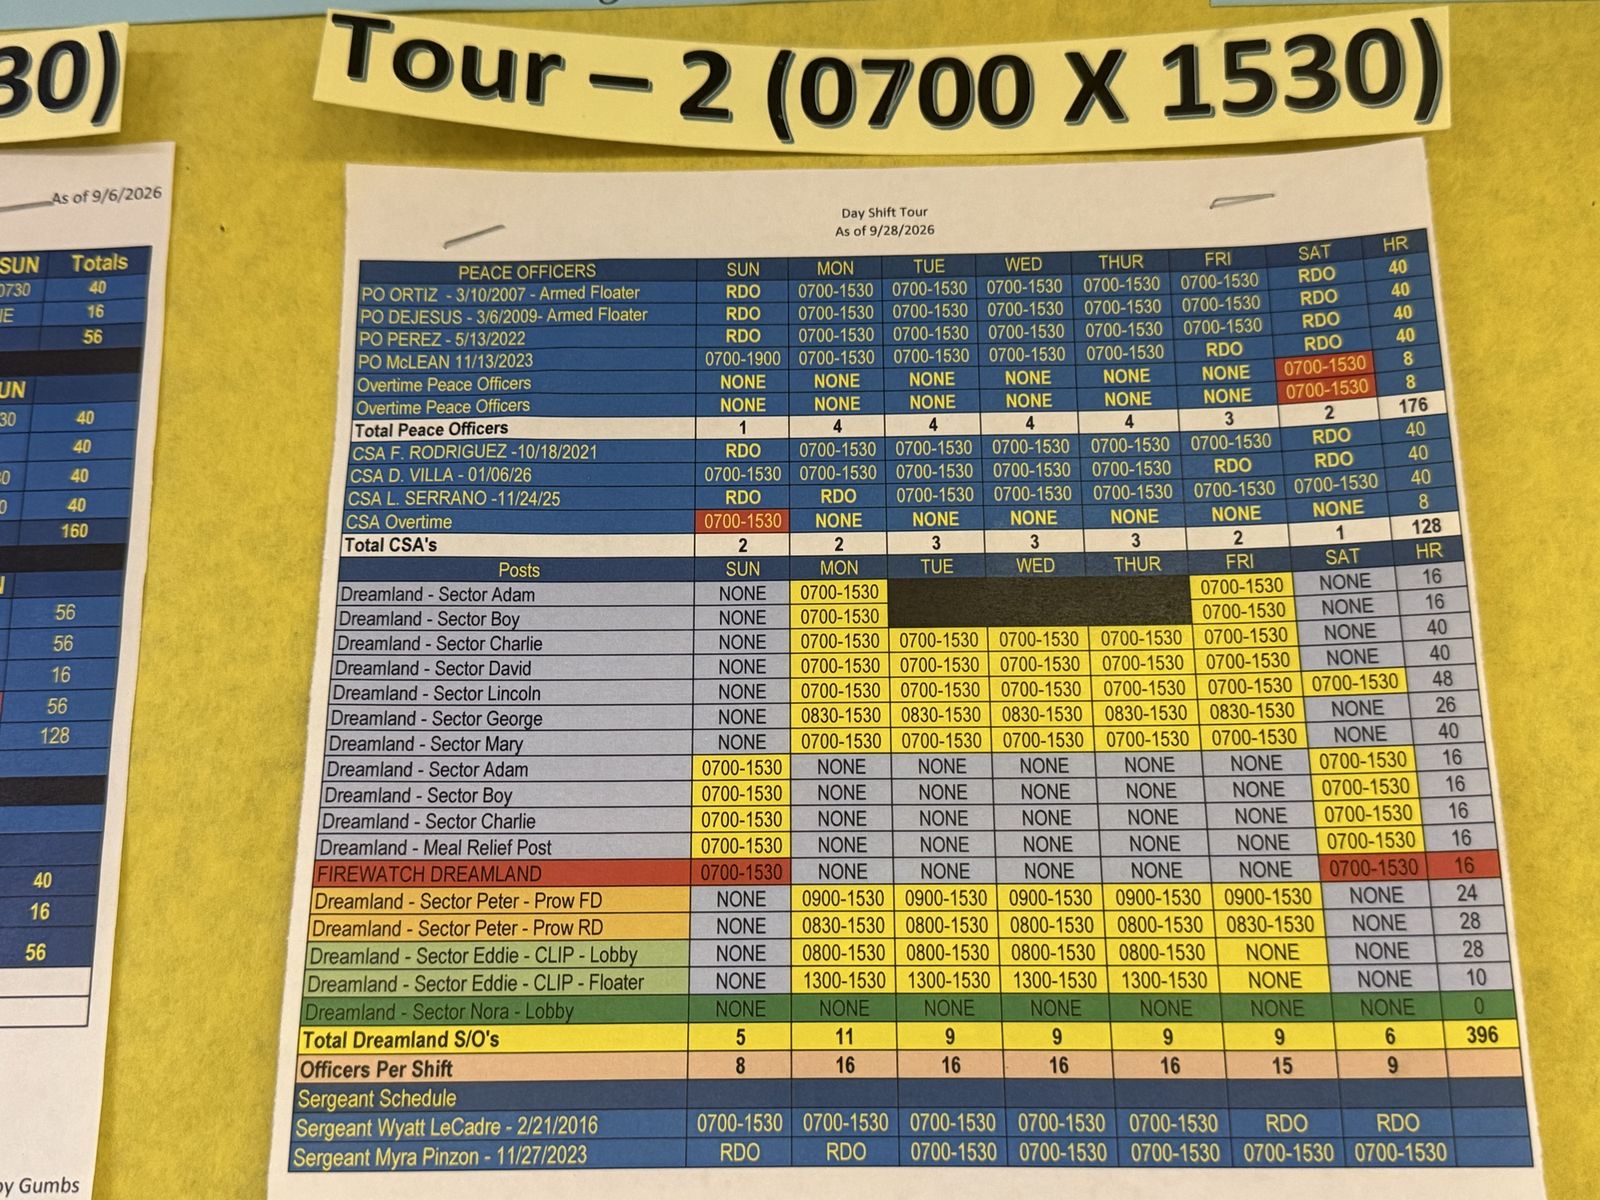 30)
Tour – 2 (0700 X 1530)
As of 9/6/2026
SUN Totals
0730 40
16
56
UN
30 40
40
0 40
0 40
160
56
56
16
56
128
40
16
56
by Gumbs
Day Shift Tour
As of 9/28/2026
PEACE OFFICERS SUN MON TUE WED THUR FRI SAT HR
PO ORTIZ - 3/10/2007 - Armed Floater RDO 0700-1530 0700-1530 0700-1530 0700-1530 0700-1530 RDO 40
PO DEJESUS - 3/6/2009- Armed Floater RDO 0700-1530 0700-1530 0700-1530 0700-1530 0700-1530 RDO 40
PO PEREZ - 5/13/2022 RDO 0700-1530 0700-1530 0700-1530 0700-1530 0700-1530 RDO 40
PO McLEAN 11/13/2023 0700-1900 0700-1530 0700-1530 0700-1530 0700-1530 RDO RDO 40
Overtime Peace Officers NONE NONE NONE NONE NONE NONE 0700-1530 8
Overtime Peace Officers NONE NONE NONE NONE NONE NONE 0700-1530 8
Total Peace Officers 1 4 4 4 4 3 2 176
CSA F. RODRIGUEZ -10/18/2021 RDO 0700-1530 0700-1530 0700-1530 0700-1530 0700-1530 RDO 40
CSA D. VILLA - 01/06/26 0700-1530 0700-1530 0700-1530 0700-1530 0700-1530 RDO RDO 40
CSA L. SERRANO -11/24/25 RDO RDO 0700-1530 0700-1530 0700-1530 0700-1530 0700-1530 40
CSA Overtime 0700-1530 NONE NONE NONE NONE NONE NONE 8
Total CSA's 2 2 3 3 3 2 1 128
Posts SUN MON TUE WED THUR FRI SAT HR
Dreamland - Sector Adam NONE 0700-1530 0700-1530 NONE 16
Dreamland - Sector Boy NONE 0700-1530 0700-1530 NONE 16
Dreamland - Sector Charlie NONE 0700-1530 0700-1530 0700-1530 0700-1530 0700-1530 NONE 40
Dreamland - Sector David NONE 0700-1530 0700-1530 0700-1530 0700-1530 0700-1530 NONE 40
Dreamland - Sector Lincoln NONE 0700-1530 0700-1530 0700-1530 0700-1530 0700-1530 0700-1530 48
Dreamland - Sector George NONE 0830-1530 0830-1530 0830-1530 0830-1530 0830-1530 NONE 26
Dreamland - Sector Mary NONE 0700-1530 0700-1530 0700-1530 0700-1530 0700-1530 NONE 40
Dreamland - Sector Adam 0700-1530 NONE NONE NONE NONE NONE 0700-1530 16
Dreamland - Sector Boy 0700-1530 NONE NONE NONE NONE NONE 0700-1530 16
Dreamland - Sector Charlie 0700-1530 NONE NONE NONE NONE NONE 0700-1530 16
Dreamland - Meal Relief Post 0700-1530 NONE NONE NONE NONE NONE 0700-1530 16
FIREWATCH DREAMLAND 0700-1530 NONE NONE NONE NONE NONE 0700-1530 16
Dreamland - Sector Peter - Prow FD NONE 0900-1530 0900-1530 0900-1530 0900-1530 0900-1530 NONE 24
Dreamland - Sector Peter - Prow RD NONE 0830-1530 0800-1530 0800-1530 0800-1530 0830-1530 NONE 28
Dreamland - Sector Eddie - CLIP - Lobby NONE 0800-1530 0800-1530 0800-1530 0800-1530 NONE NONE 28
Dreamland - Sector Eddie - CLIP - Floater NONE 1300-1530 1300-1530 1300-1530 1300-1530 NONE NONE 10
Dreamland - Sector Nora - Lobby NONE NONE NONE NONE NONE NONE NONE 0
Total Dreamland S/O's 5 11 9 9 9 9 6 396
Officers Per Shift 8 16 16 16 16 15 9
Sergeant Schedule
Sergeant Wyatt LeCadre - 2/21/2016 0700-1530 0700-1530 0700-1530 0700-1530 0700-1530 RDO RDO
Sergeant Myra Pinzon - 11/27/2023 RDO RDO 0700-1530 0700-1530 0700-1530 0700-1530 0700-1530